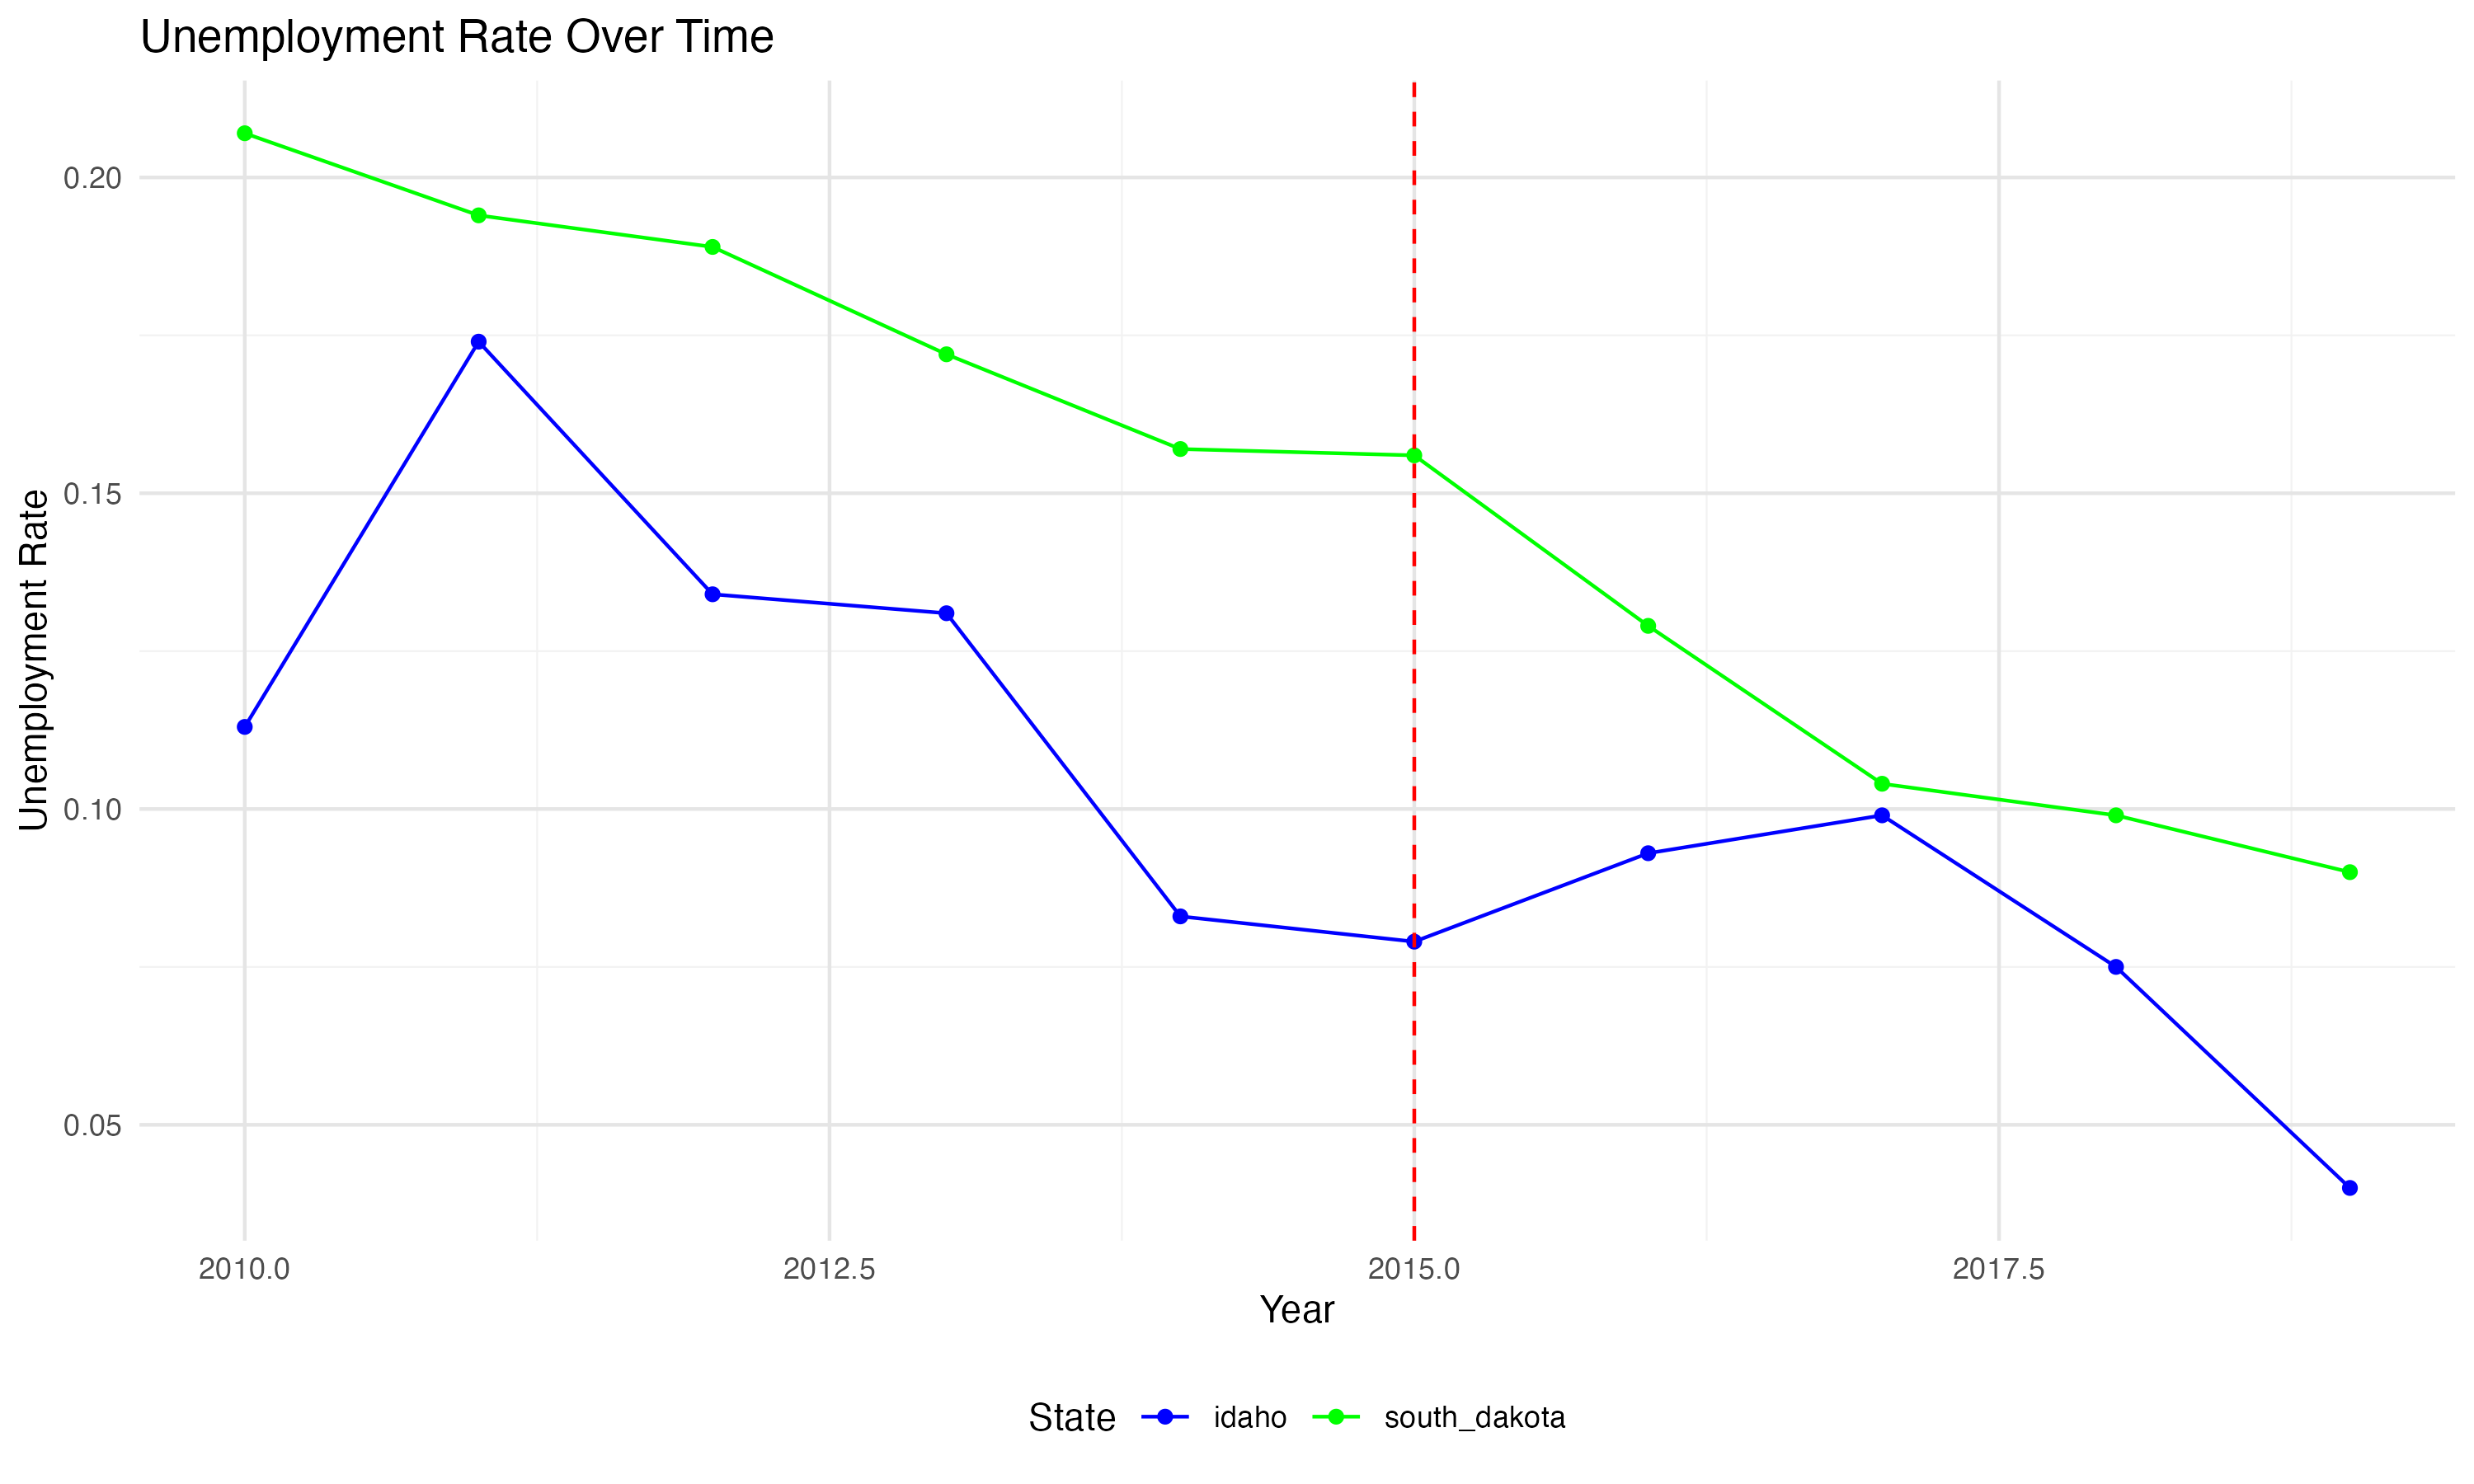 Unemployment Rate Over Time
Unemployment Rate
0.20
0.15
0.10
0.05
2010.0 2012.5 2015.0 2017.5
Year
State idaho south_dakota